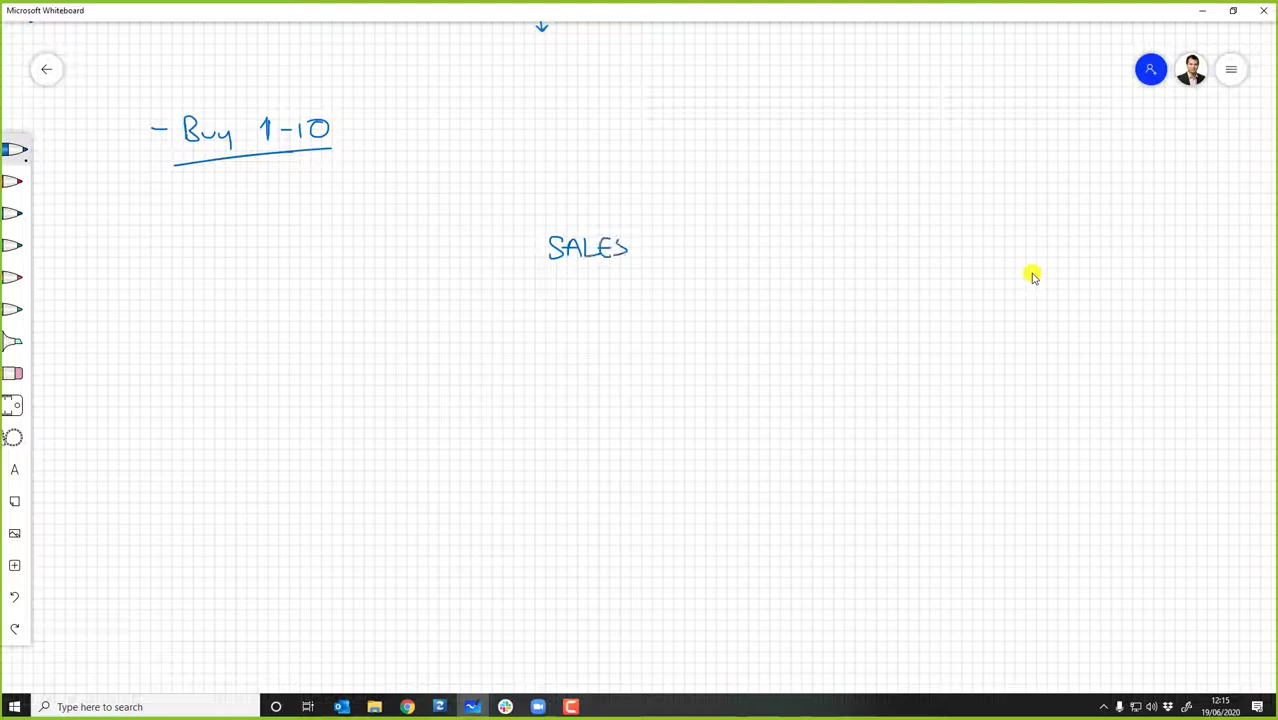 Microsoft Whiteboard
- Buy 1-10
SALES
A
Type here to search
12:15
19/06/2020